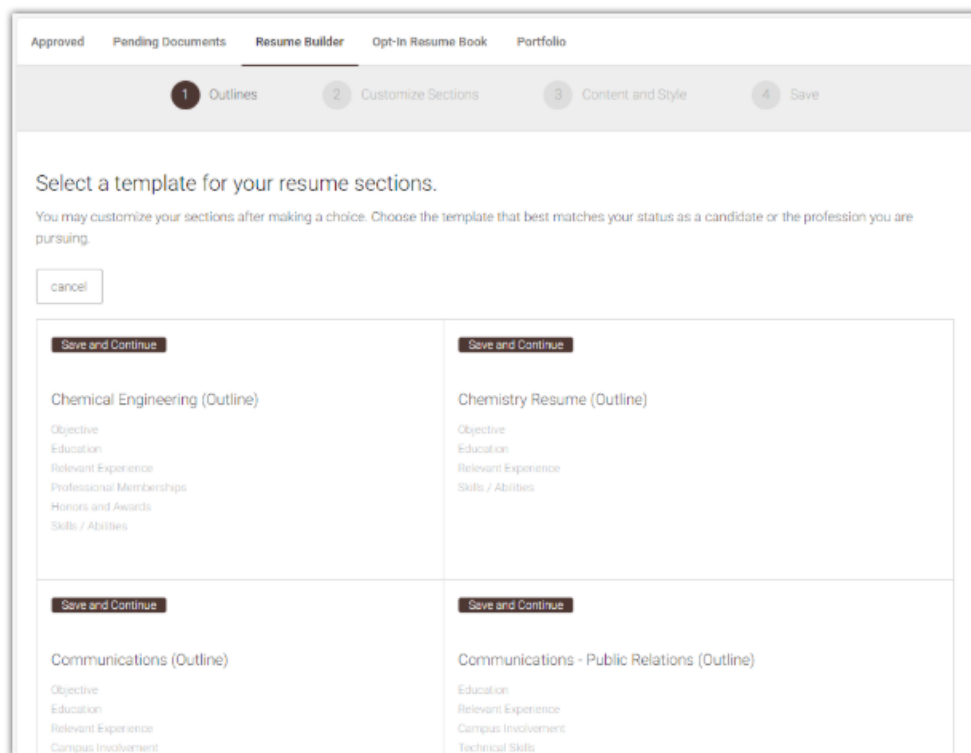 Approved Pending Documents Resume Builder Opt-In Resume Book Portfolio
1 Outlines 2 Customize Sections 3 Content and Style 4 Save
Select a template for your resume sections.
You may customize your sections after making a choice. Choose the template that best matches your status as a candidate or the profession you are
pursuing.
cancel
Save and Continue
Chemical Engineering (Outline)
Objective
Education
Relevant Experience
Professional Memberships
Honors and Awards
Skills / Abilities
Save and Continue
Chemistry Resume (Outline)
Objective
Education
Relevant Experience
Skills / Abilities
Save and Continue
Communications (Outline)
Objective
Education
Relevant Experience
Campus Involvement
Save and Continue
Communications - Public Relations (Outline)
Education
Relevant Experience
Campus Involvement
Technical Skills